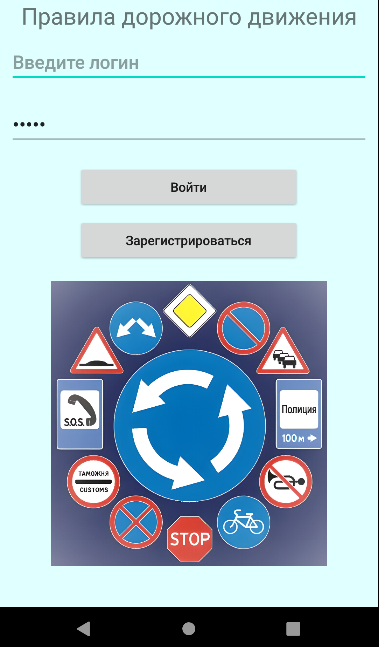 Правила дорожного движения
Введите логин
•••••
Войти
Зарегистрироваться
S.O.S.
Полиция
100 м
ТАМОЖНЯ
CUSTOMS
STOP